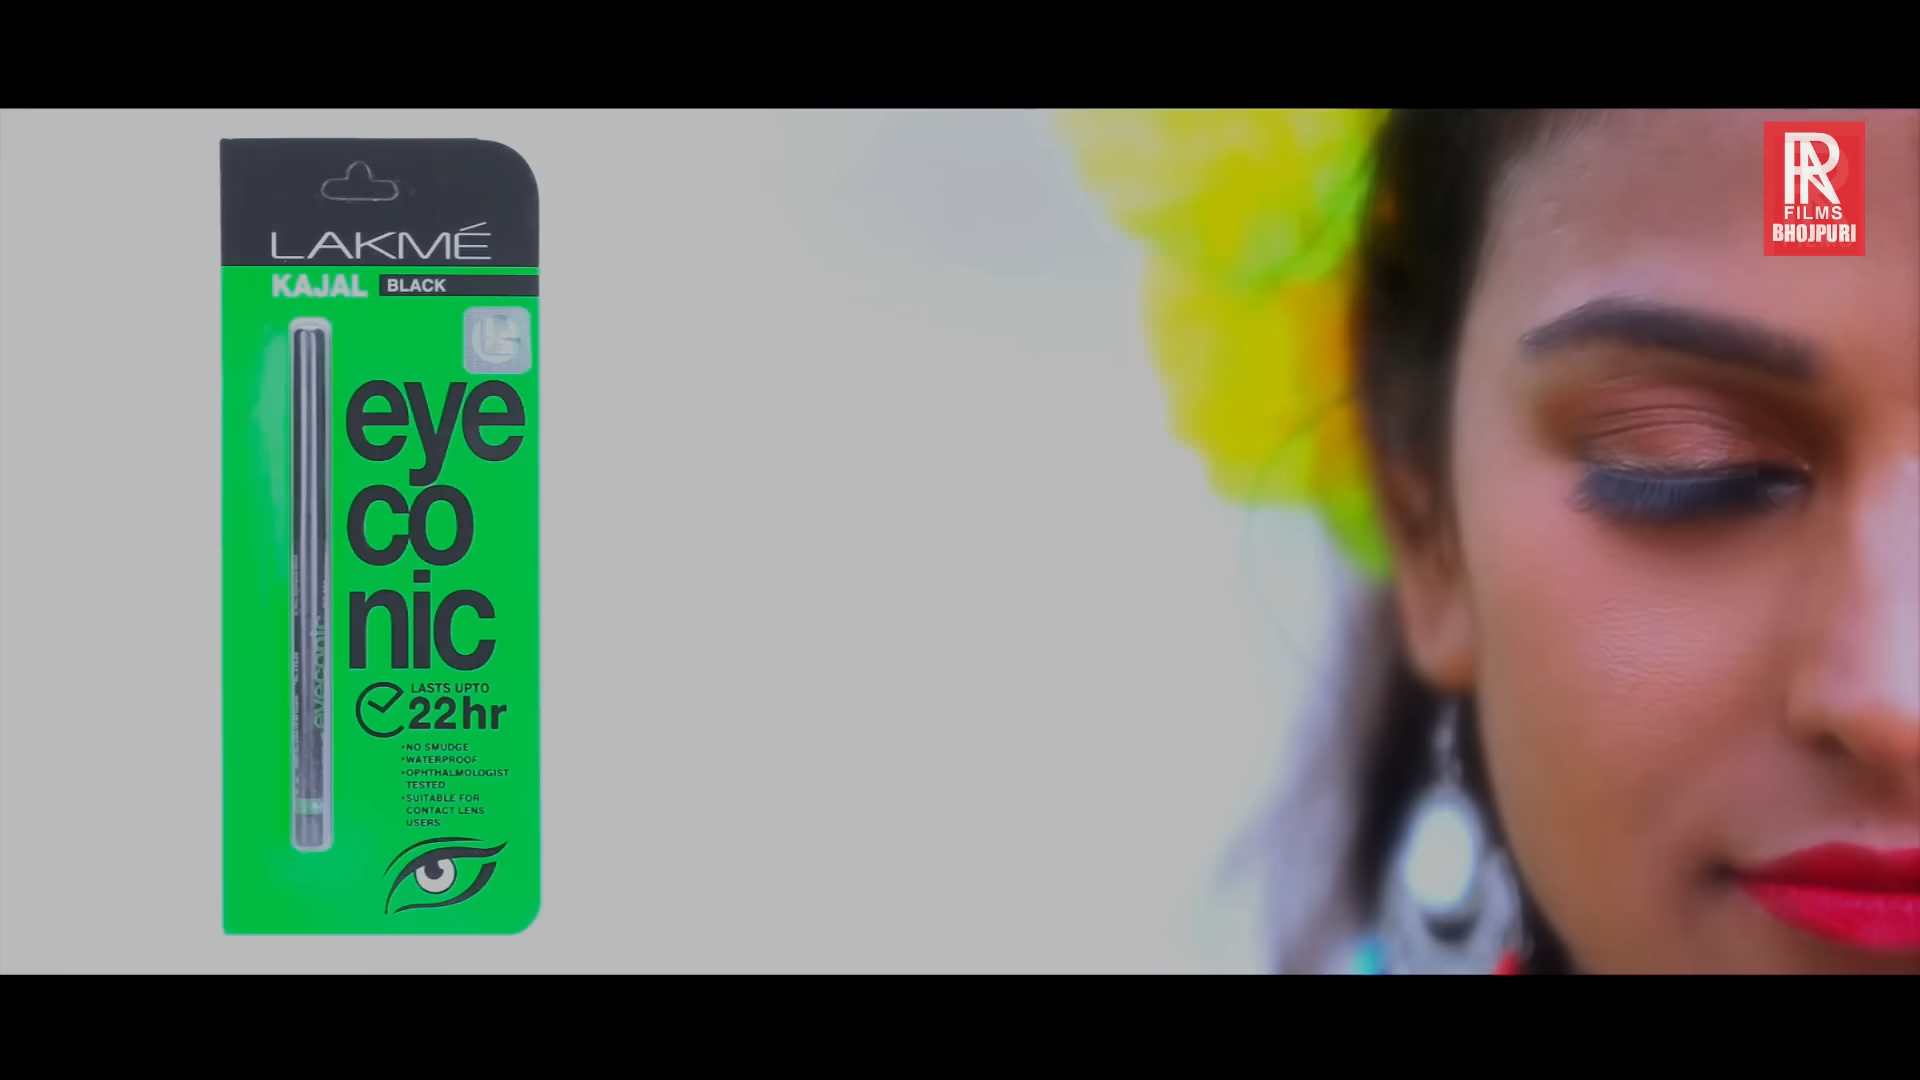 LAKMÉ
KAJAL BLACK
eye
co
nic
LASTS UPTO
22hr
•NO SMUDGE
•WATERPROOF
•OPHTHALMOLOGIST
TESTED
•SUITABLE FOR
CONTACT LENS
USERS
eyeconic
R
FILMS
BHOJPURI